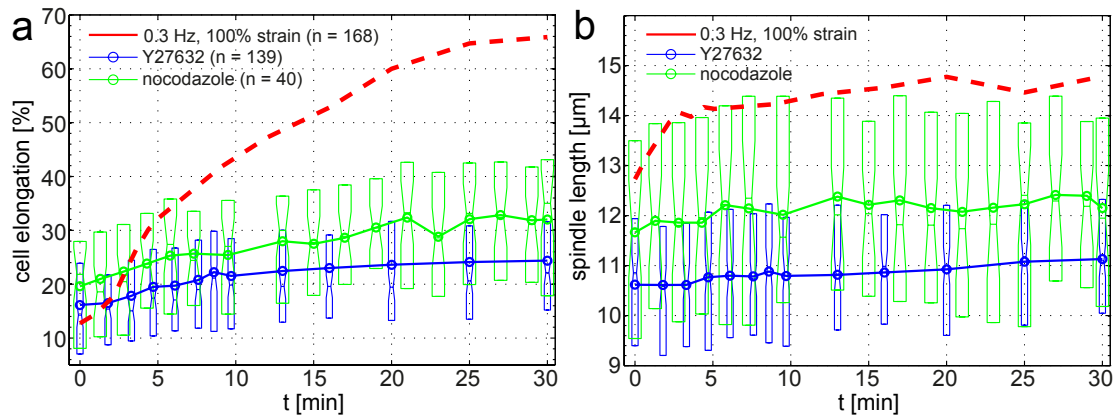 a
70
60
50
40
30
20
10
cell elongation [%]
0.3 Hz, 100% strain (n = 168)
Y27632 (n = 139)
nocodazole (n = 40)
0 5 10 15 20 25 30
t [min]
b
15
14
13
12
11
10
9
spindle length [µm]
0.3 Hz, 100% strain
Y27632
nocodazole
0 5 10 15 20 25 30
t [min]